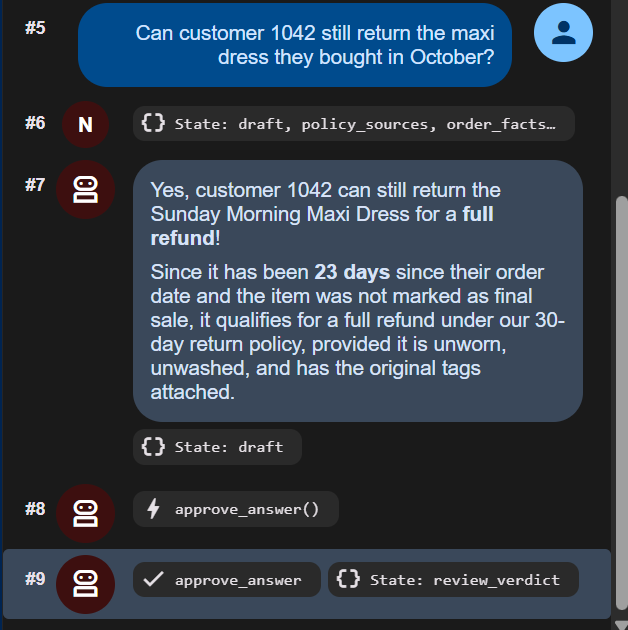 #5
Can customer 1042 still return the maxi
dress they bought in October?
#6
N
{} State: draft, policy_sources, order_facts…
#7
Yes, customer 1042 can still return the
Sunday Morning Maxi Dress for a full
refund!
Since it has been 23 days since their order
date and the item was not marked as final
sale, it qualifies for a full refund under our 30-
day return policy, provided it is unworn,
unwashed, and has the original tags
attached.
{} State: draft
#8
approve_answer()
#9
approve_answer
{} State: review_verdict